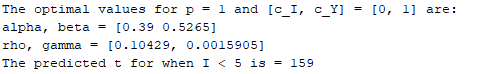 The optimal values for p = 1 and [c_I, c_Y] = [0, 1] are:
alpha, beta = [0.39 0.5265]
rho, gamma = [0.10429, 0.0015905]
The predicted t for when I < 5 is = 159